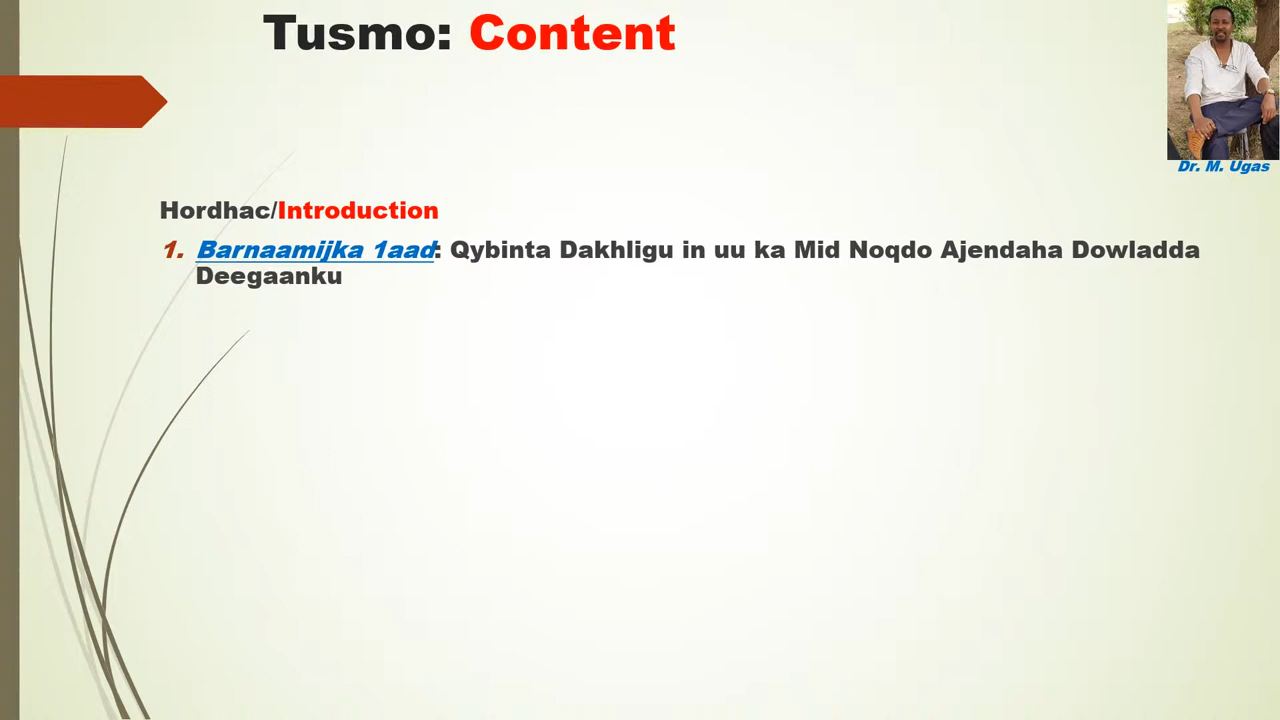 Tusmo: Content
Dr. M. Ugas
Hordhac/Introduction
1. Barnaamijka 1aad: Qybinta Dakhligu in uu ka Mid Noqdo Ajendaha Dowladda
Deegaanku